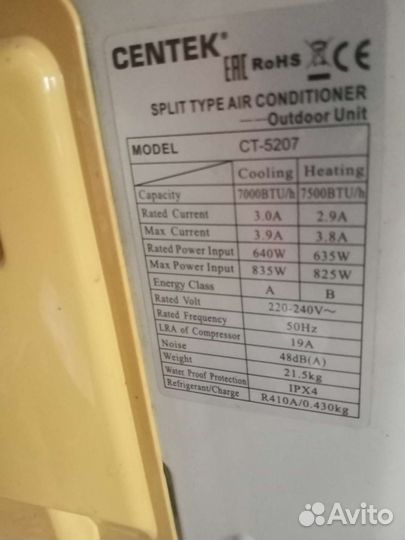 CENTEK®
EAC RoHS CE
SPLIT TYPE AIR CONDITIONER
——Outdoor Unit
MODEL CT-5207
Cooling Heating
Capacity 7000BTU/h 7500BTU/h
Rated Current 3.0A 2.9A
Max Current 3.9A 3.8A
Rated Power Input 640W 635W
Max Power Input 835W 825W
Energy Class A B
Rated Volt 220-240V~
Rated Frequency 50Hz
LRA of Compressor 19A
Noise 48dB(A)
Weight 21.5kg
Water Proof Protection IPX4
Refrigerant/Charge R410A/0.430kg
Avito